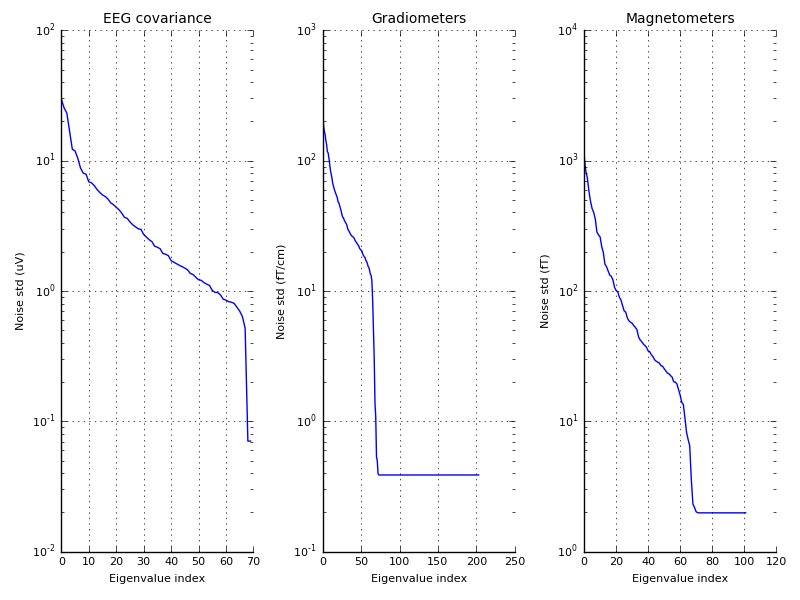 EEG covariance
10^2
10^1
10^0
10^-1
10^-2
Noise std (uV)
0 10 20 30 40 50 60 70
Eigenvalue index
Gradiometers
10^3
10^2
10^1
10^0
10^-1
Noise std (fT/cm)
0 50 100 150 200 250
Eigenvalue index
Magnetometers
10^4
10^3
10^2
10^1
10^0
Noise std (fT)
0 20 40 60 80 100 120
Eigenvalue index